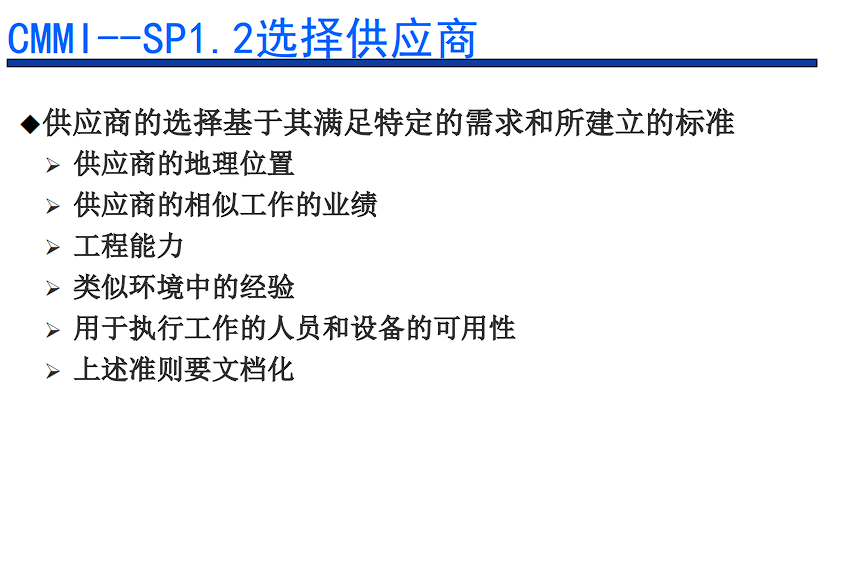 CMMI--SP1.2选择供应商
◆供应商的选择基于其满足特定的需求和所建立的标准
➢ 供应商的地理位置
➢ 供应商的相似工作的业绩
➢ 工程能力
➢ 类似环境中的经验
➢ 用于执行工作的人员和设备的可用性
➢ 上述准则要文档化